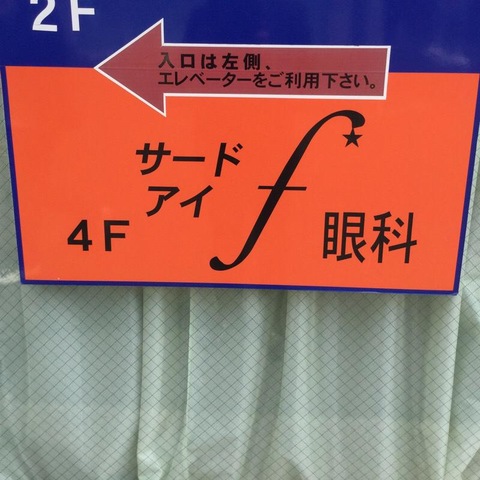 2F
入口は左側、
エレベーターをご利用下さい。
サード
アイ
f
4F
眼科